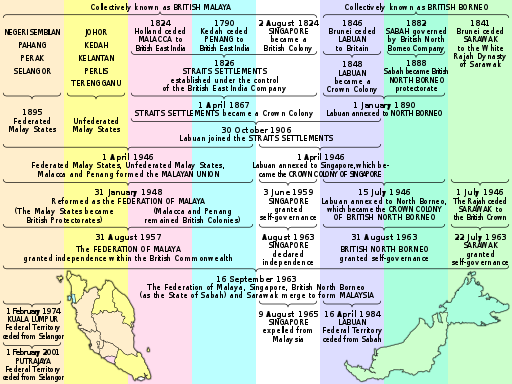 Collectively known as BRITISH MALAYA
Collectively known as BRITISH BORNEO
NEGERI SEMBILAN
PAHANG
PERAK
SELANGOR
JOHOR
KEDAH
KELANTAN
PERLIS
TERENGGANU
1824
Holland ceded
MALACCA to
British East India
1790
Kedah ceded
PENANG to
British East India
2 August 1824
SINGAPORE
became a
British Colony
1846
Brunei ceded
LABUAN
to Britain
1882
SABAH governed
by British North
Borneo Company
1841
Brunei ceded
SARAWAK
to the White
Rajah Dynasty
of Sarawak
1826
STRAITS SETTLEMENTS
established under the control
of the British East India Company
1848
LABUAN
became a
Crown Colony
1888
Sabah became British
NORTH BORNEO
protectorate
1895
Federated
Malay States
Unfederated
Malay States
1 April 1867
STRAITS SETTLEMENTS became a Crown Colony
1 January 1890
Labuan annexed to NORTH BORNEO
30 October 1906
Labuan joined the STRAITS SETTLEMENTS
1 April 1946
Federated Malay States, Unfederated Malay States,
Malacca and Penang formed the MALAYAN UNION
1 April 1946
Labuan annexed to Singapore, which be-
came the CROWN COLONY OF SINGAPORE
31 January 1948
Reformed as the FEDERATION OF MALAYA
(The Malay States became
British Protectorates)
(Malacca and Penang
remained British Colonies)
3 June 1959
SINGAPORE
granted
self-governance
15 July 1946
Labuan annexed to North Borneo,
which became the CROWN COLONY
OF BRITISH NORTH BORNEO
1 July 1946
The Rajah ceded
SARAWAK to
the British Crown
31 August 1957
The FEDERATION OF MALAYA
granted independence within the British Commonwealth
August 1963
SINGAPORE
declared
independence
31 August 1963
BRITISH NORTH BORNEO
granted self-governance
22 July 1963
SARAWAK
granted
self-governance
16 September 1963
The Federation of Malaya, Singapore, British North Borneo
(as the State of Sabah) and Sarawak merge to form MALAYSIA
1 February 1974
KUALA LUMPUR
Federal Territory
ceded from Selangor
1 February 2001
PUTRAJAYA
Federal Territory
ceded from Selangor
9 August 1965
SINGAPORE
expelled from
Malaysia
16 April 1984
LABUAN
Federal Territory
ceded from Sabah